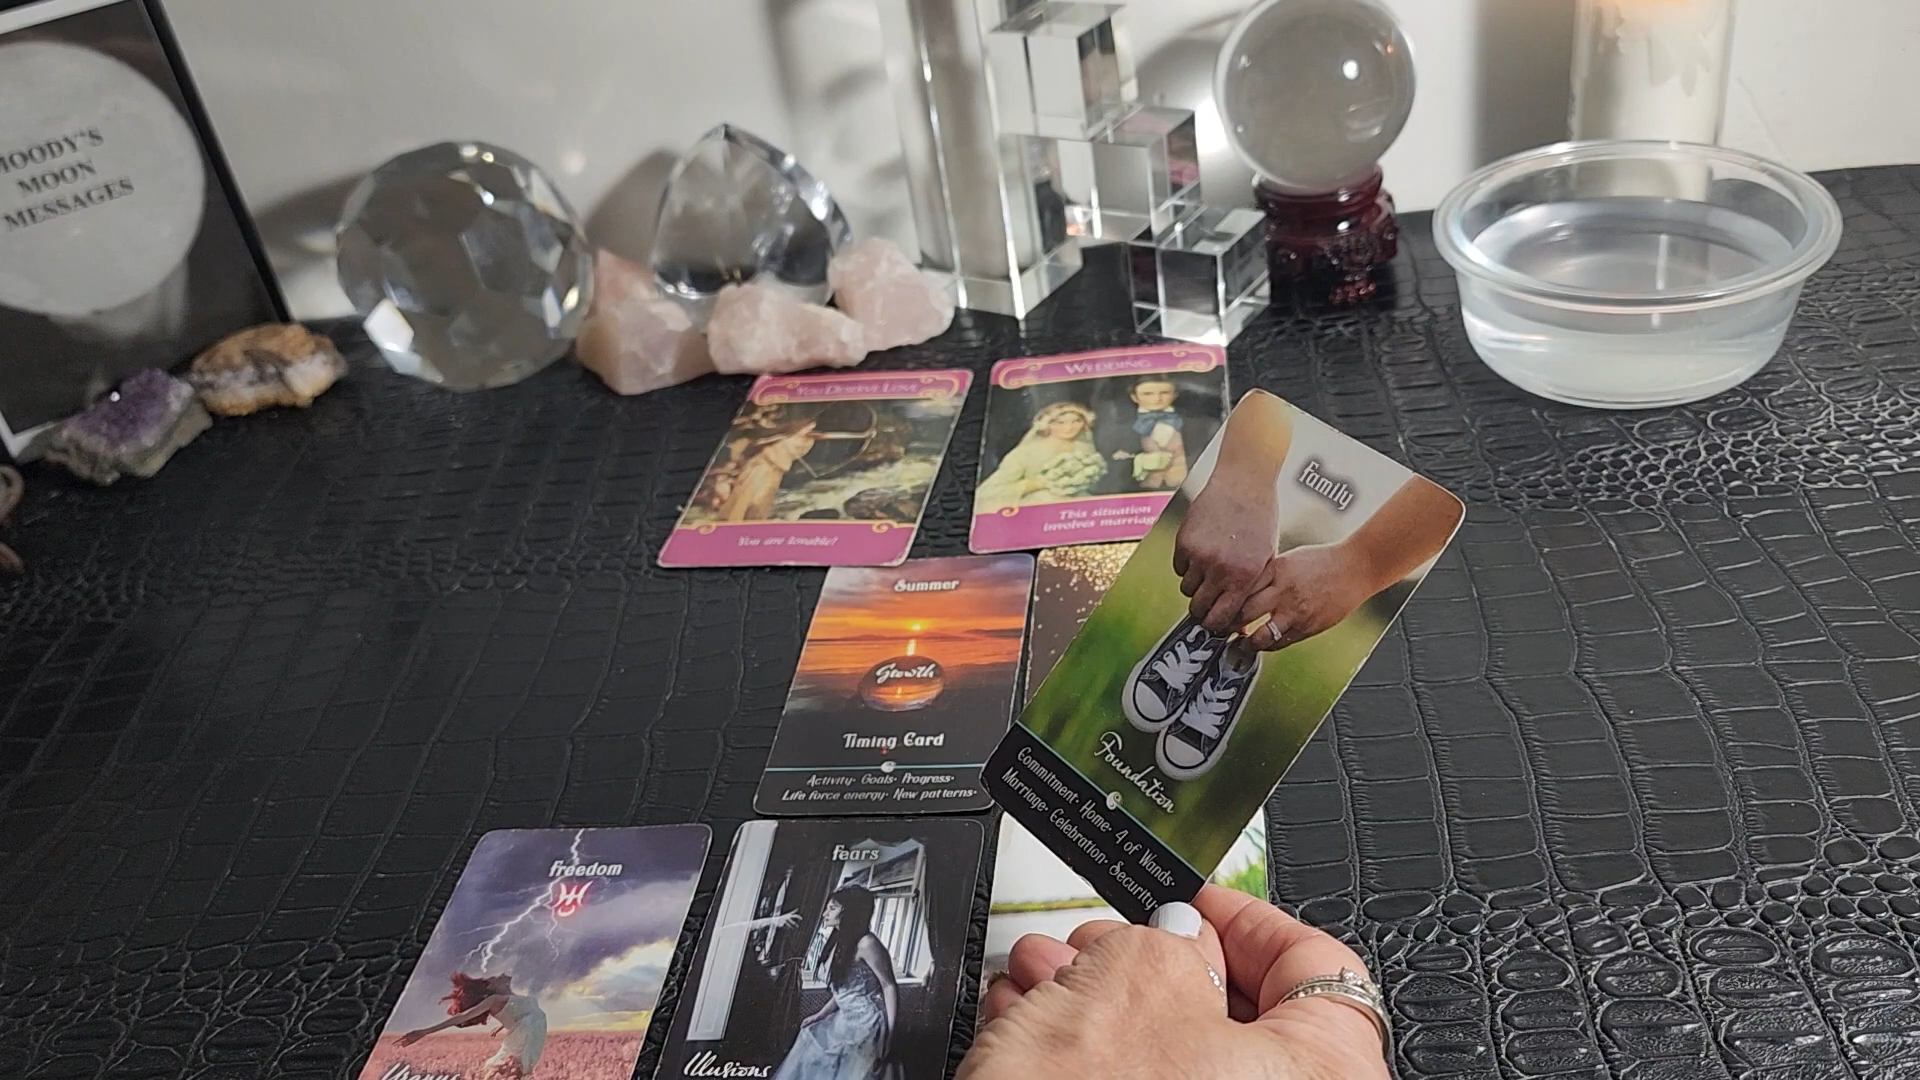 MOODY"S
MOON
MESSAGES
YOU DESERVE LOVE
You are lovable!
WEDDING
This situation
involves marriag
Summer
Growth
Timing Card
Activity· Goals· Progress·
Life force energy· New patterns·
Family
Foundation
Commitment· Home· 4 of Wands·
Marriage· Celebration· Security·
freedom
Uranus
fears
Illusions